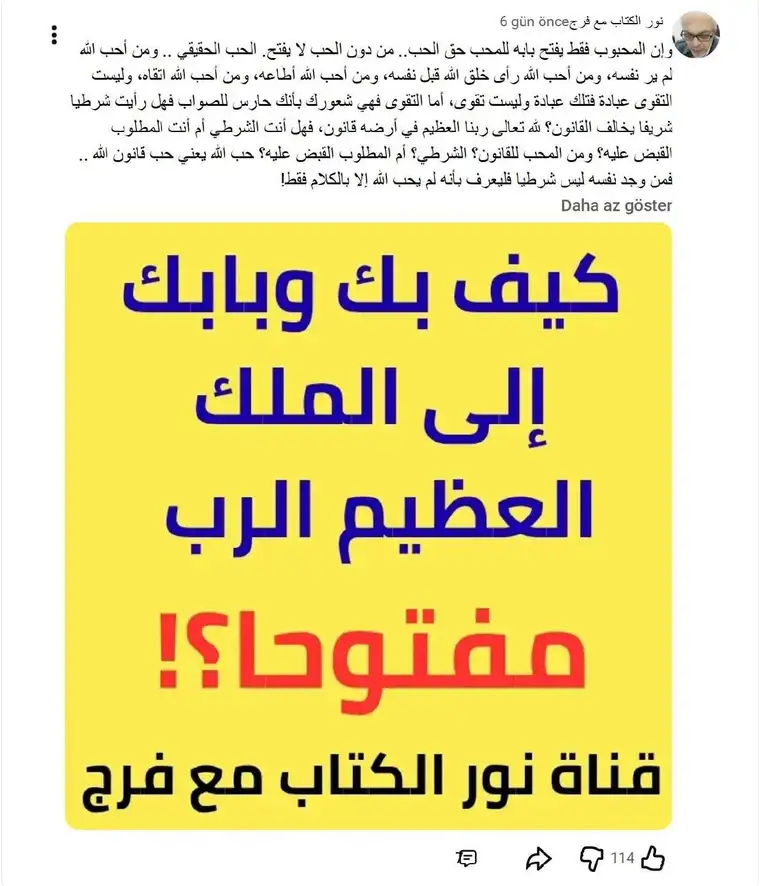 نور الكتاب مع فرج 6 gün önce
وإن المحبوب فقط يفتح بابه للمحب حق الحب.. من دون الحب لا يفتح. الحب الحقيقي .. ومن أحب الله
لم ير نفسه، ومن أحب الله رأى خلق الله قبل نفسه، ومن أحب الله أطاعه، ومن أحب الله اتقاه، وليست
التقوى عبادة فتلك عبادة وليست تقوى، أما التقوى فهي شعورك بأنك حارس للصواب فهل رأيت شرطيا
شريفا يخالف القانون؟ لله تعالى ربنا العظيم في أرضه قانون، فهل أنت الشرطي أم أنت المطلوب
القبض عليه؟ ومن المحب للقانون؟ الشرطي؟ أم المطلوب القبض عليه؟ حب الله يعني حب قانون الله ..
فمن وجد نفسه ليس شرطيا فليعرف بأنه لم يحب الله إلا بالكلام فقط!
Daha az göster
كيف بك وبابك
إلى الملك
العظيم الرب
مفتوحا؟!
قناة نور الكتاب مع فرج
114